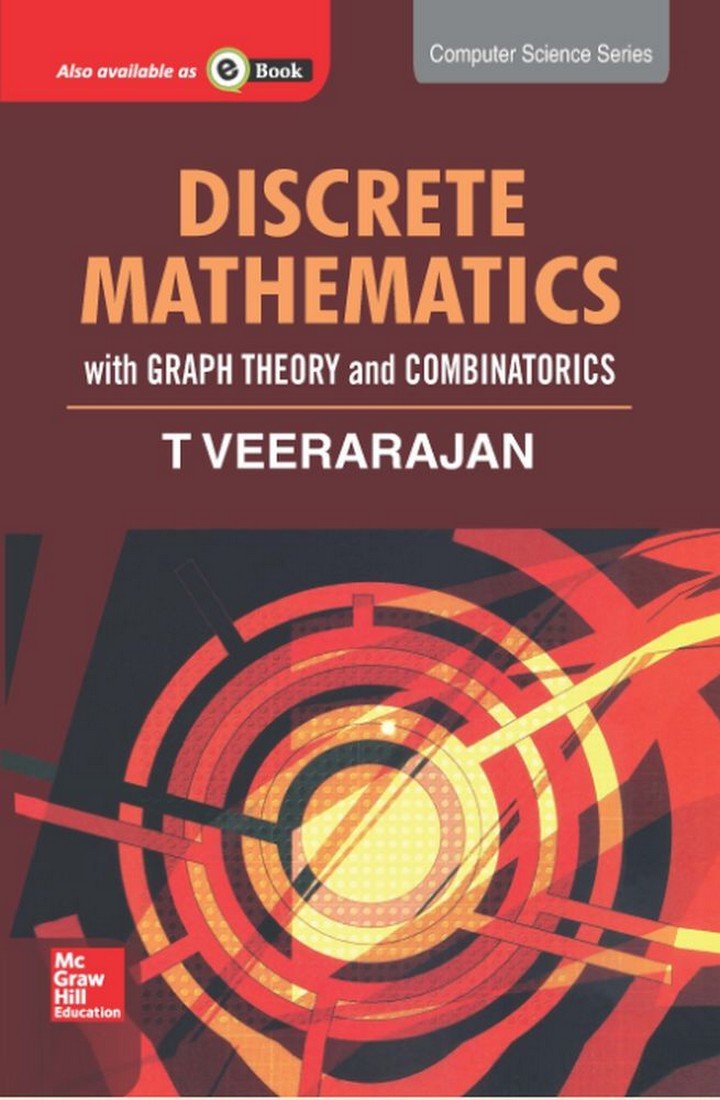 Also available as e Book
Computer Science Series
DISCRETE
MATHEMATICS
with GRAPH THEORY and COMBINATORICS
T VEERARAJAN
Mc
Graw
Hill
Education